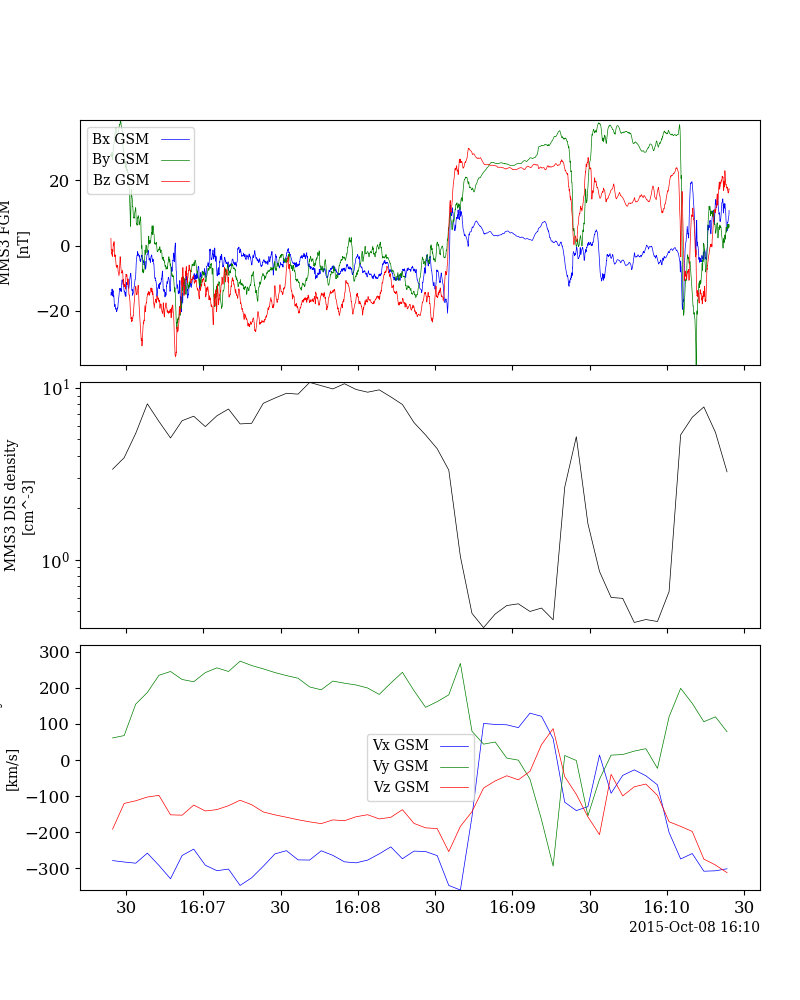 Bx GSM
By GSM
Bz GSM
20
0
−20
MMS3 FGM
[nT]
10^1
10^0
MMS3 DIS density
[cm^-3]
300
200
100
0
−100
−200
−300
[km/s]
Vx GSM
Vy GSM
Vz GSM
30 16:07 30 16:08 30 16:09 30 16:10 30
2015-Oct-08 16:10